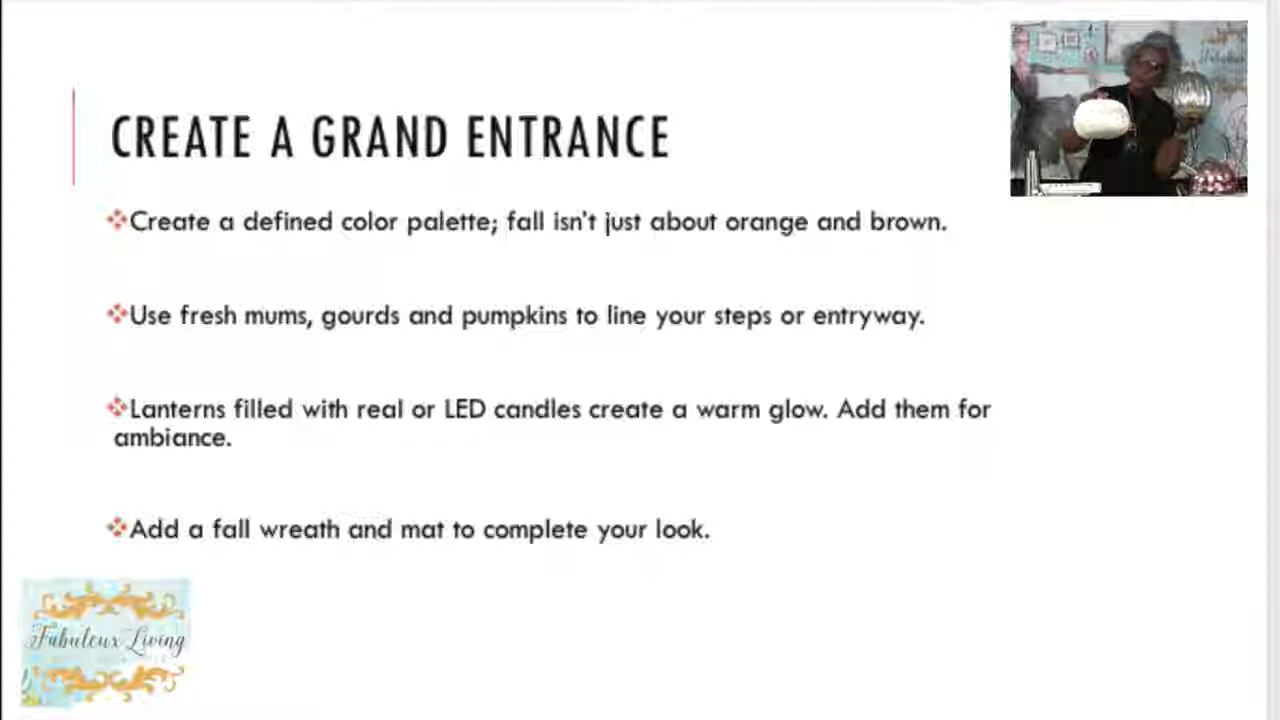 CREATE A GRAND ENTRANCE
Create a defined color palette; fall isn't just about orange and brown.
Use fresh mums, gourds and pumpkins to line your steps or entryway.
Lanterns filled with real or LED candles create a warm glow. Add them for
ambiance.
Add a fall wreath and mat to complete your look.
Fabuleux Living